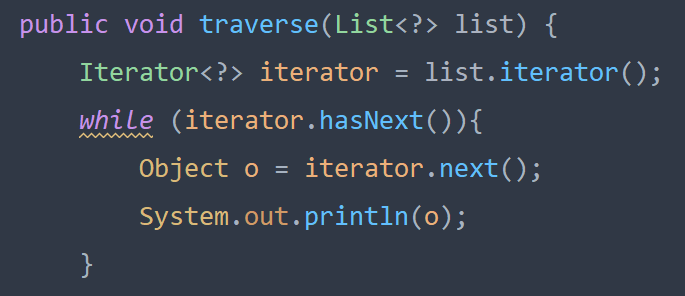 public void traverse(List<?> list) {
    Iterator<?> iterator = list.iterator();
    while (iterator.hasNext()){
        Object o = iterator.next();
        System.out.println(o);
    }